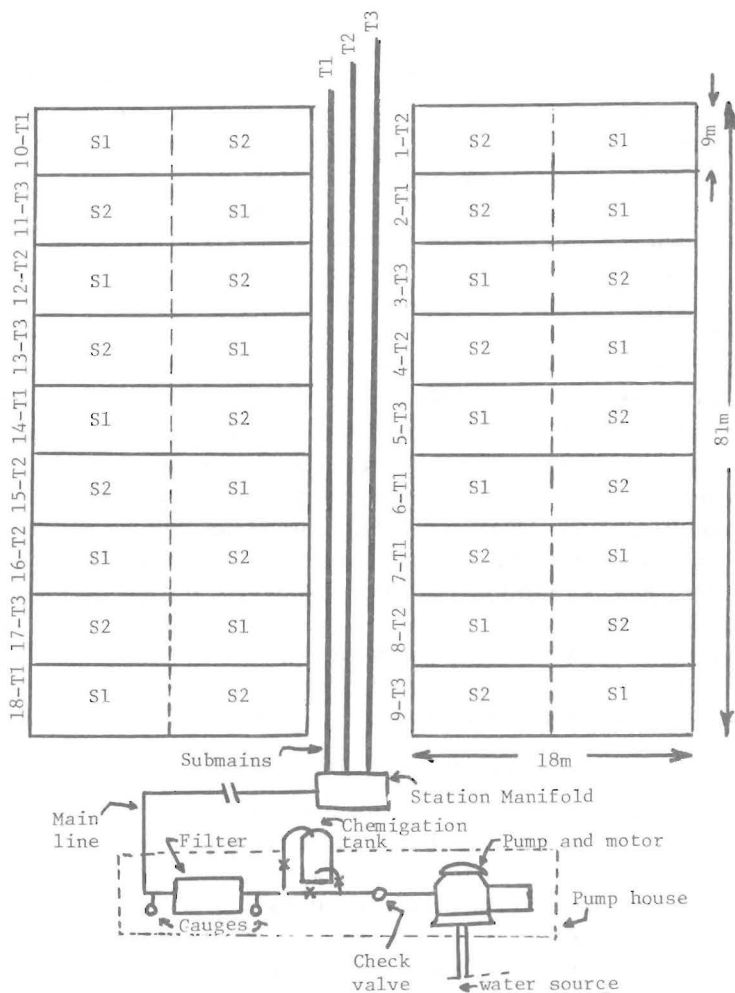 T1
T2
T3
10-T1
S1
S2
11-T3
S2
S1
12-T2
S1
S2
13-T3
S2
S1
14-T1
S1
S2
15-T2
S2
S1
16-T2
S1
S2
17-T3
S2
S1
18-T1
S1
S2
1-T2
S2
S1
2-T1
S2
S1
3-T3
S1
S2
4-T2
S2
S1
5-T3
S1
S2
6-T1
S1
S2
7-T1
S2
S1
8-T2
S1
S2
9-T3
S2
S1
9m
81m
18m
Submains
Station Manifold
Main
line
Filter
Chemigation
tank
Pump and motor
Pump house
Gauges
Check
valve
water source